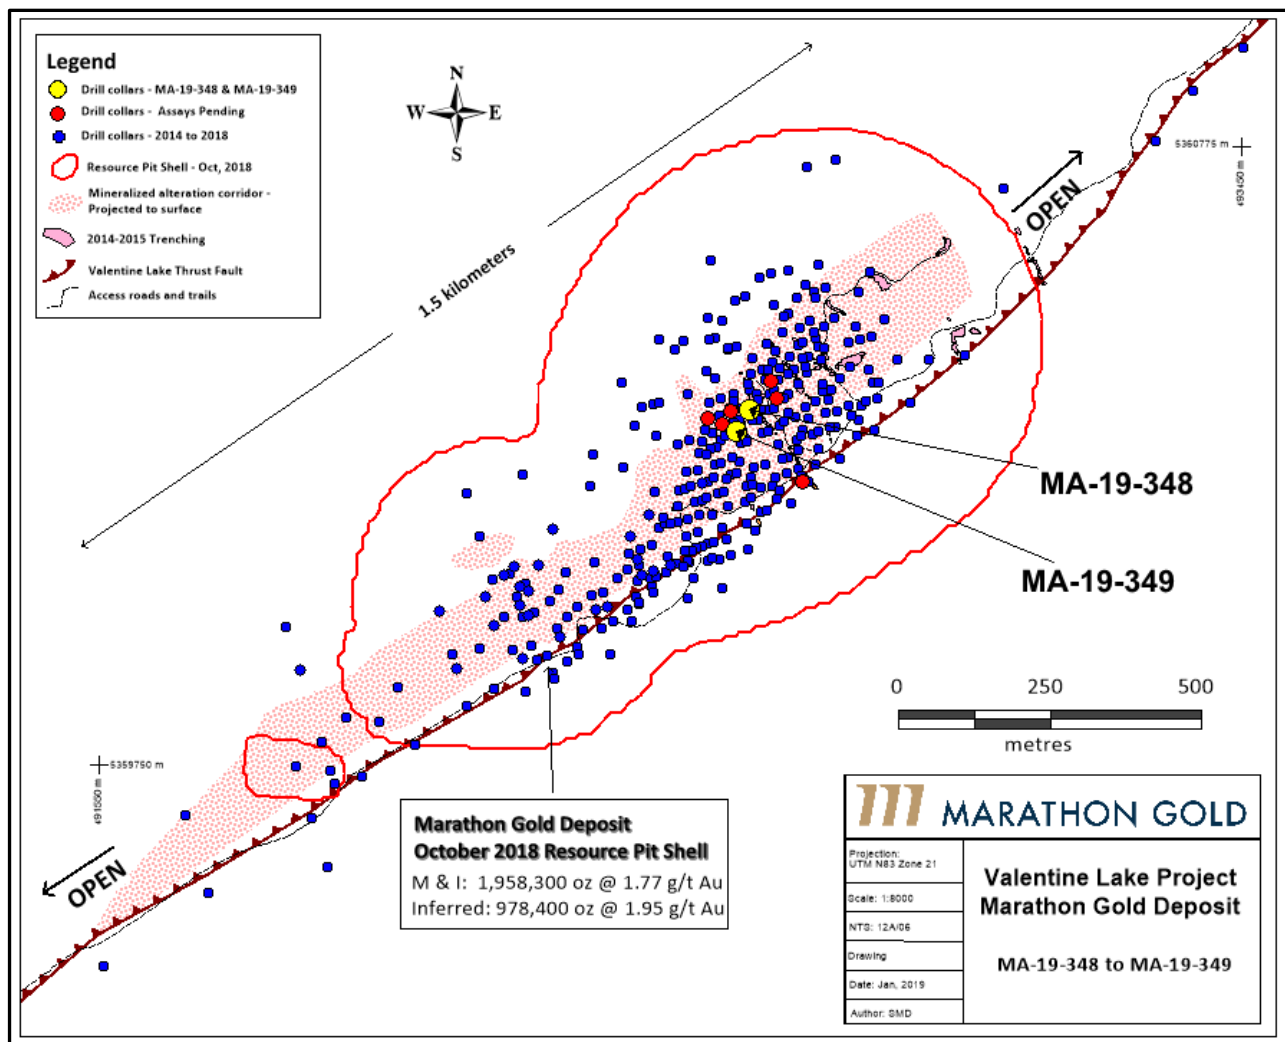 Legend
Drill collars - MA-19-348 & MA-19-349
Drill collars - Assays Pending
Drill collars - 2014 to 2018
Resource Pit Shell - Oct, 2018
Mineralized alteration corridor -
Projected to surface
2014-2015 Trenching
Valentine Lake Thrust Fault
Access roads and trails
N
W E
S
1.5 kilometers
OPEN
5360775 m
493450 m
MA-19-348
MA-19-349
0 250 500
metres
5359750 m
491550 m
OPEN
Marathon Gold Deposit
October 2018 Resource Pit Shell
M & I: 1,958,300 oz @ 1.77 g/t Au
Inferred: 978,400 oz @ 1.95 g/t Au
MARATHON GOLD
Projection:
UTM N83 Zone 21
Scale: 1:8000
NTS: 12A/06
Drawing
Date: Jan, 2019
Author: SMD
Valentine Lake Project
Marathon Gold Deposit
MA-19-348 to MA-19-349